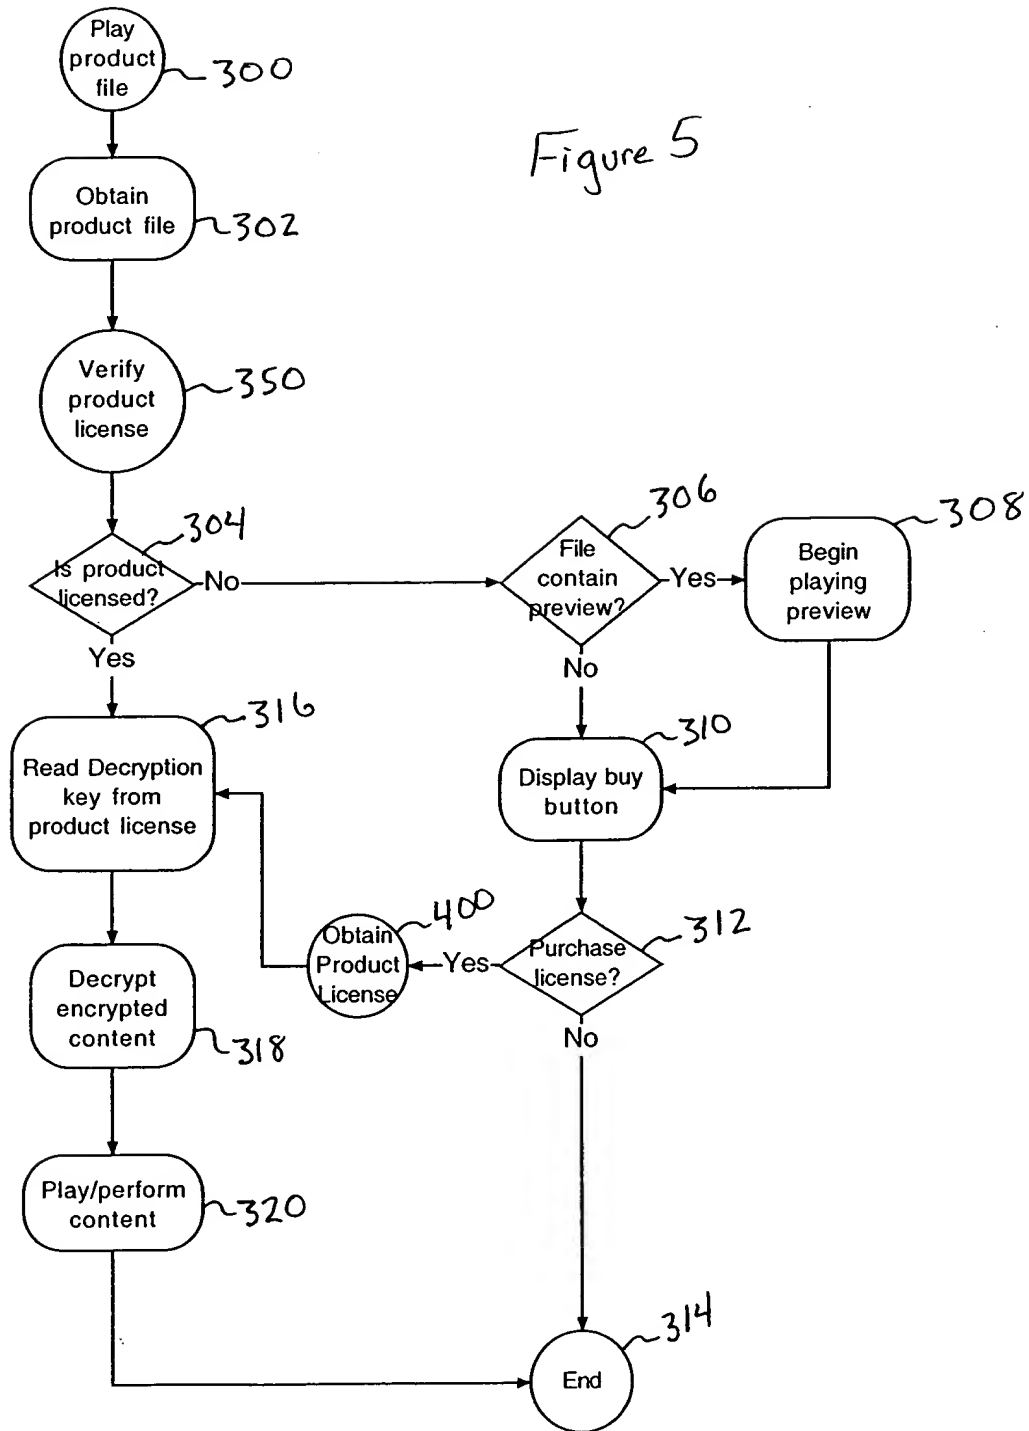 Play
product
file
300
Figure 5
Obtain
product file
302
Verify
product
license
350
304
Is product
licensed?
No
Yes
306
File
contain
preview?
Yes
No
308
Begin
playing
preview
316
Read Decryption
key from
product license
310
Display buy
button
400
Obtain
Product
License
Yes
312
Purchase
license?
No
Decrypt
encrypted
content
318
Play/perform
content
320
314
End